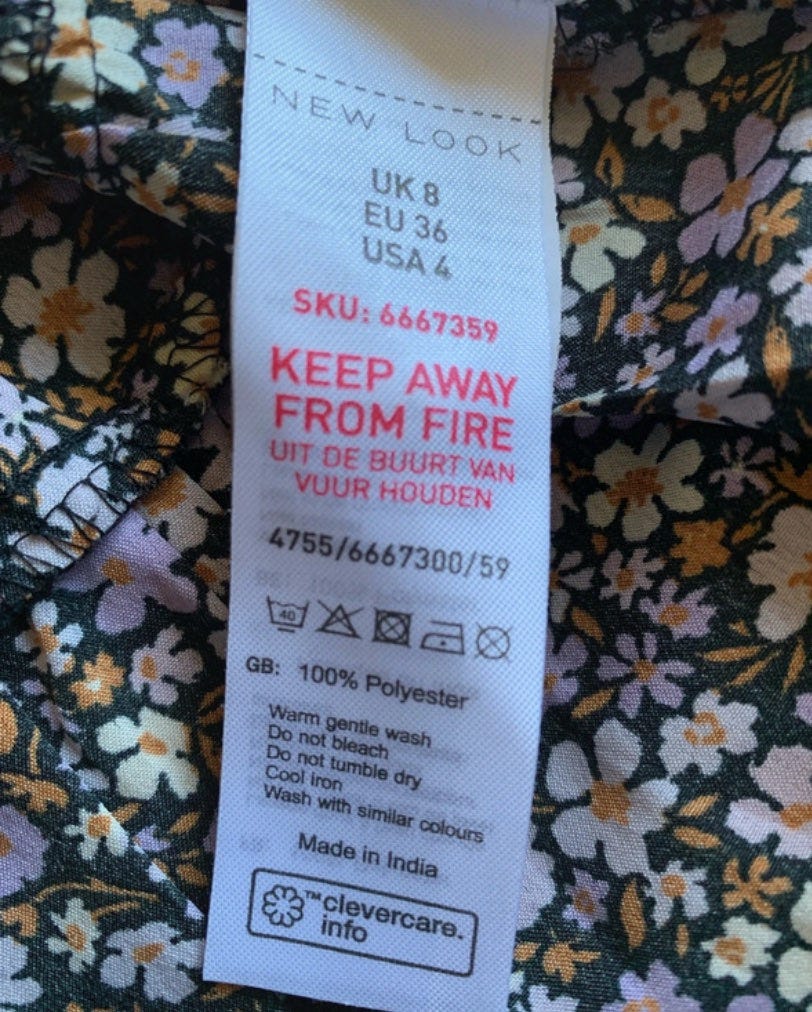 NEW LOOK
UK 8
EU 36
USA 4
SKU: 6667359
KEEP AWAY
FROM FIRE
UIT DE BUURT VAN
VUUR HOUDEN
4755/6667300/59
40
GB: 100% Polyester
Warm gentle wash
Do not bleach
Do not tumble dry
Cool iron
Wash with similar colours
Made in India
™clevercare.
info